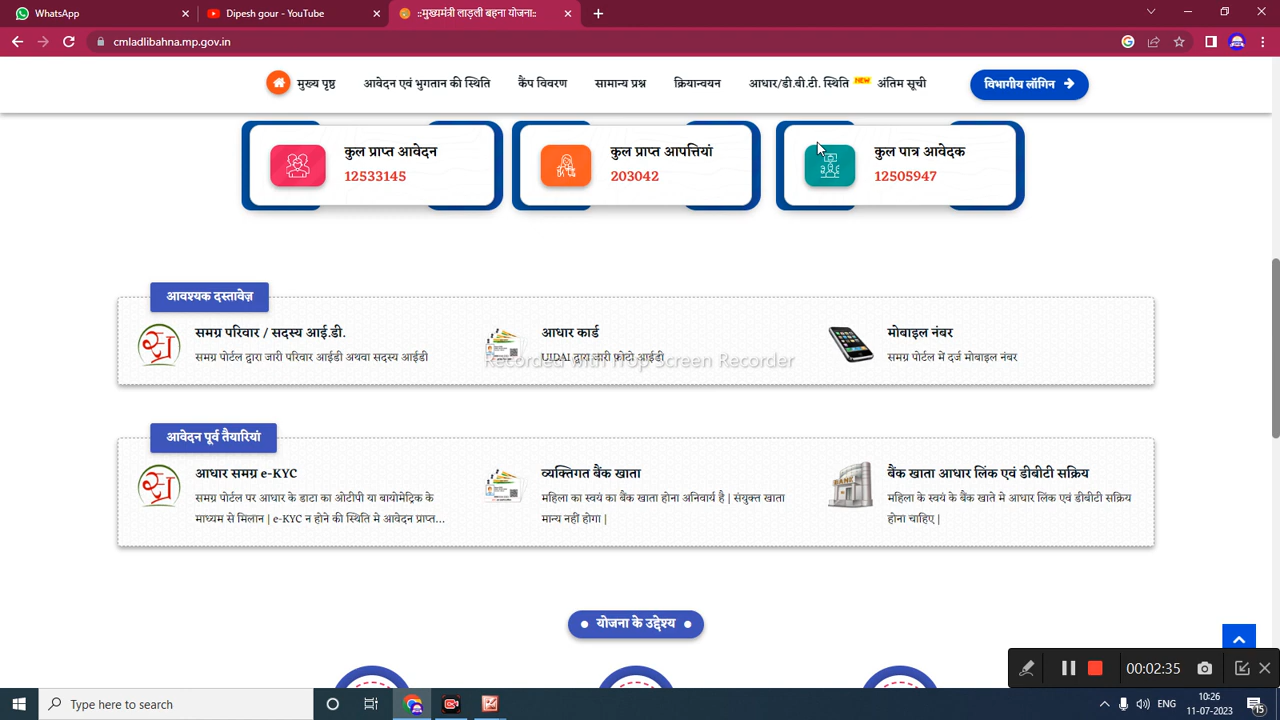 WhatsApp
Dipesh gour - YouTube
::मुख्यमंत्री लाड़ली बहना योजना::
cmladlibahna.mp.gov.in
मुख्य पृष्ठ
आवेदन एवं भुगतान की स्थिति
कैंप विवरण
सामान्य प्रश्न
क्रियान्वयन
आधार/डी.बी.टी. स्थिति
NEW
अंतिम सूची
विभागीय लॉगिन
कुल प्राप्त आवेदन
12533145
कुल प्राप्त आपत्तियां
203042
कुल पात्र आवेदक
12505947
आवश्यक दस्तावेज़
समग्र परिवार / सदस्य आई.डी.
समग्र पोर्टल द्वारा जारी परिवार आईडी अथवा सदस्य आईडी
आधार कार्ड
UIDAI द्वारा जारी फ़ोटो आईडी
मोबाइल नंबर
समग्र पोर्टल में दर्ज मोबाइल नंबर
Recorded with iTop Screen Recorder
आवेदन पूर्व तैयारियां
आधार समग्र e-KYC
समग्र पोर्टल पर आधार के डाटा का ओटीपी या बायोमेट्रिक के
माध्यम से मिलान | e-KYC न होने की स्थिति मे आवेदन प्राप्त...
व्यक्तिगत बैंक खाता
महिला का स्वयं का बैंक खाता होना अनिवार्य है | संयुक्त खाता
मान्य नहीं होगा |
बैंक खाता आधार लिंक एवं डीबीटी सक्रिय
महिला के स्वयं के बैंक खाते मे आधार लिंक एवं डीबीटी सक्रिय
होना चाहिए |
BANK
योजना के उद्देश्य
00:02:35
Type here to search
ENG
10:26
11-07-2023
15